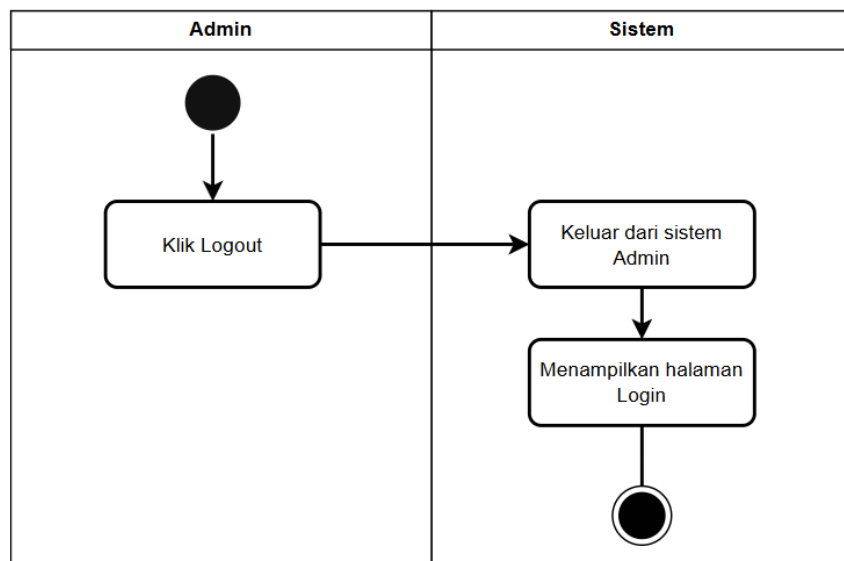 Admin
Sistem
Klik Logout
Keluar dari sistem
Admin
Menampilkan halaman
Login